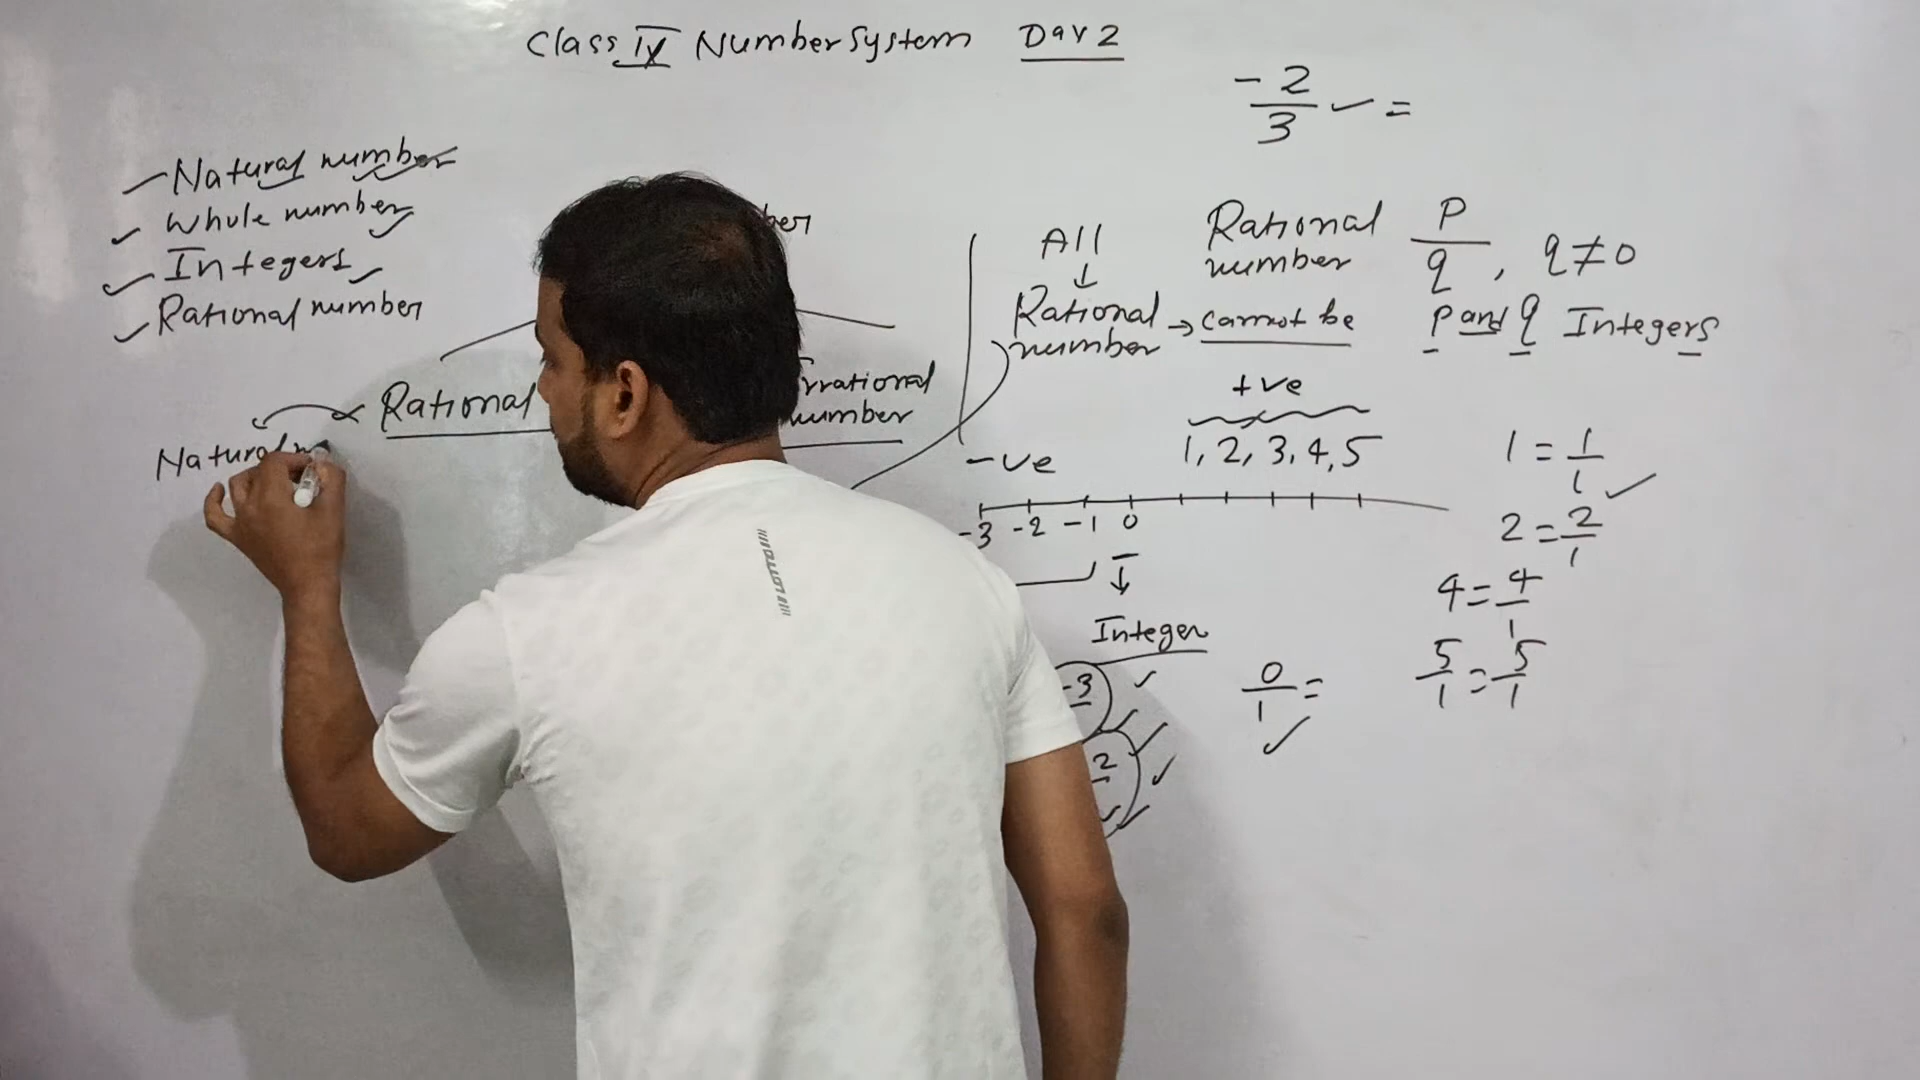 Class IX Number System Day 2
-2/3 =
Natural number
Whole number
Integers
Rational number
Rational
Irrational
number
Natural
All
↓
Rational
number → cannot be
Rational
number
P/q, q≠0
P and q Integers
+ve
1, 2, 3, 4, 5
-ve
-3 -2 -1 0
Integer
-3
2
0/1 =
1 = 1/1
2 = 2/1
4 = 4/1
5/1 = 5/1